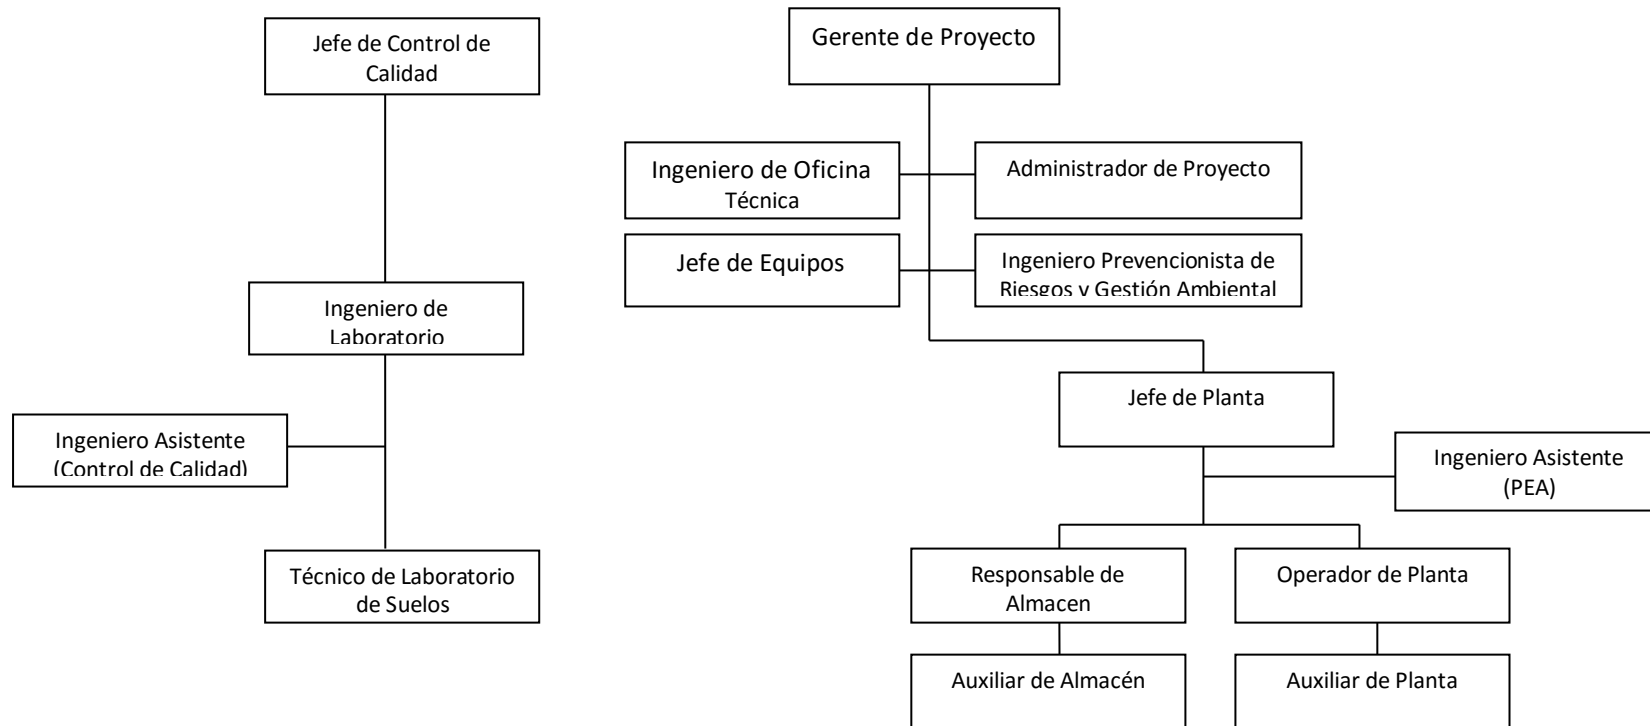 Jefe de Control de
Calidad
Gerente de Proyecto
Ingeniero de Oficina
Técnica
Administrador de Proyecto
Jefe de Equipos
Ingeniero Prevencionista de
Riesgos y Gestión Ambiental
Ingeniero de
Laboratorio
Jefe de Planta
Ingeniero Asistente
(Control de Calidad)
Ingeniero Asistente
(PEA)
Técnico de Laboratorio
de Suelos
Responsable de
Almacen
Operador de Planta
Auxiliar de Almacén
Auxiliar de Planta